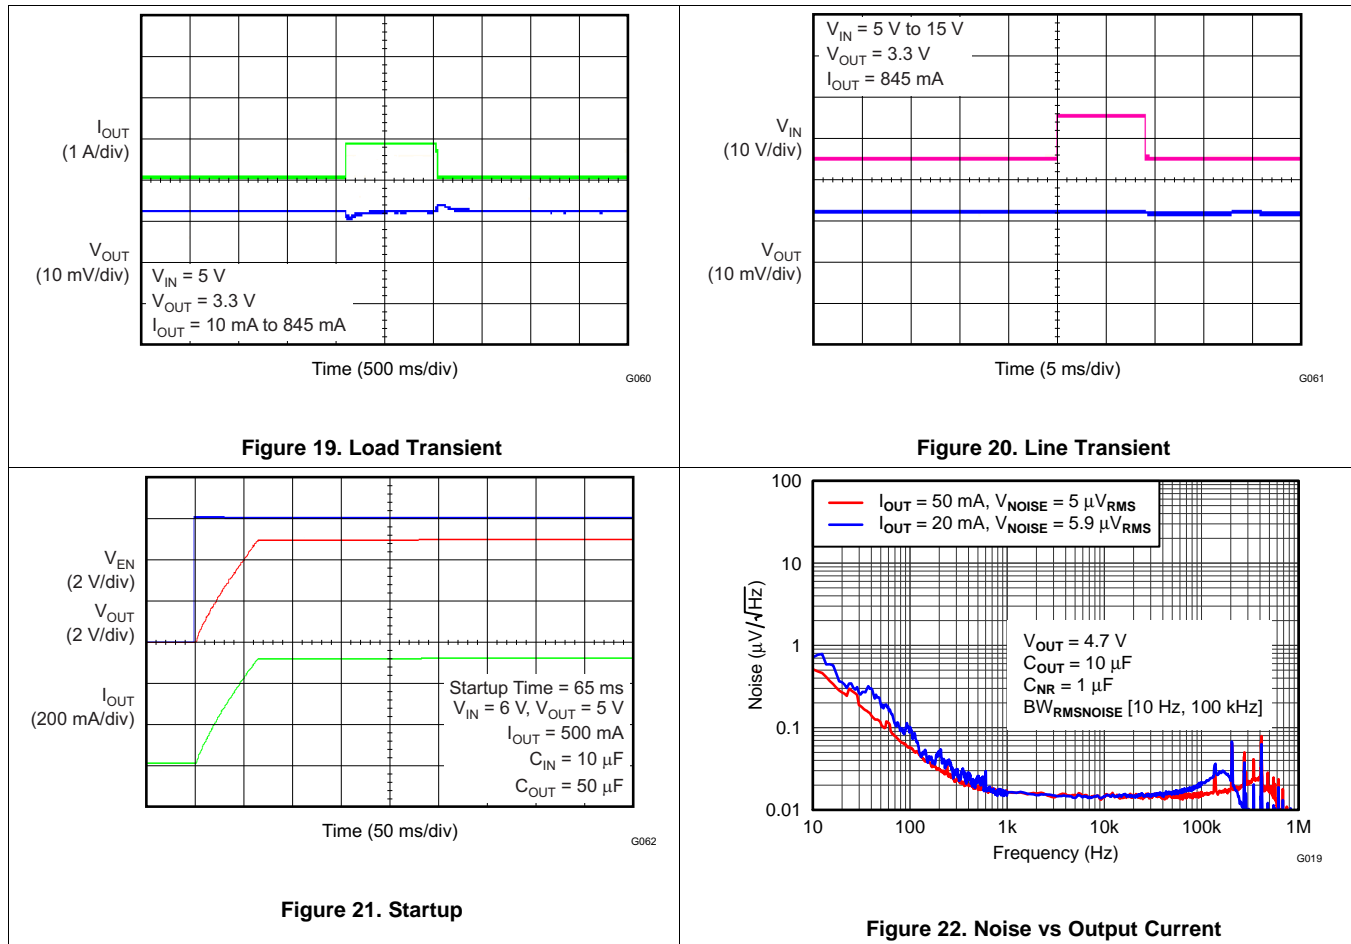 I_OUT
(1 A/div)
V_OUT
(10 mV/div)
V_IN = 5 V
V_OUT = 3.3 V
I_OUT = 10 mA to 845 mA
Time (500 ms/div)
G060
Figure 19. Load Transient
V_IN = 5 V to 15 V
V_OUT = 3.3 V
I_OUT = 845 mA
V_IN
(10 V/div)
V_OUT
(10 mV/div)
Time (5 ms/div)
G061
Figure 20. Line Transient
V_EN
(2 V/div)
V_OUT
(2 V/div)
I_OUT
(200 mA/div)
Startup Time = 65 ms
V_IN = 6 V, V_OUT = 5 V
I_OUT = 500 mA
C_IN = 10 µF
C_OUT = 50 µF
Time (50 ms/div)
G062
Figure 21. Startup
100
10
1
0.1
0.01
Noise (µV/√Hz)
I_OUT = 50 mA, V_NOISE = 5 µV_RMS
I_OUT = 20 mA, V_NOISE = 5.9 µV_RMS
V_OUT = 4.7 V
C_OUT = 10 µF
C_NR = 1 µF
BW_RMSNOISE [10 Hz, 100 kHz]
10 100 1k 10k 100k 1M
Frequency (Hz)
G019
Figure 22. Noise vs Output Current